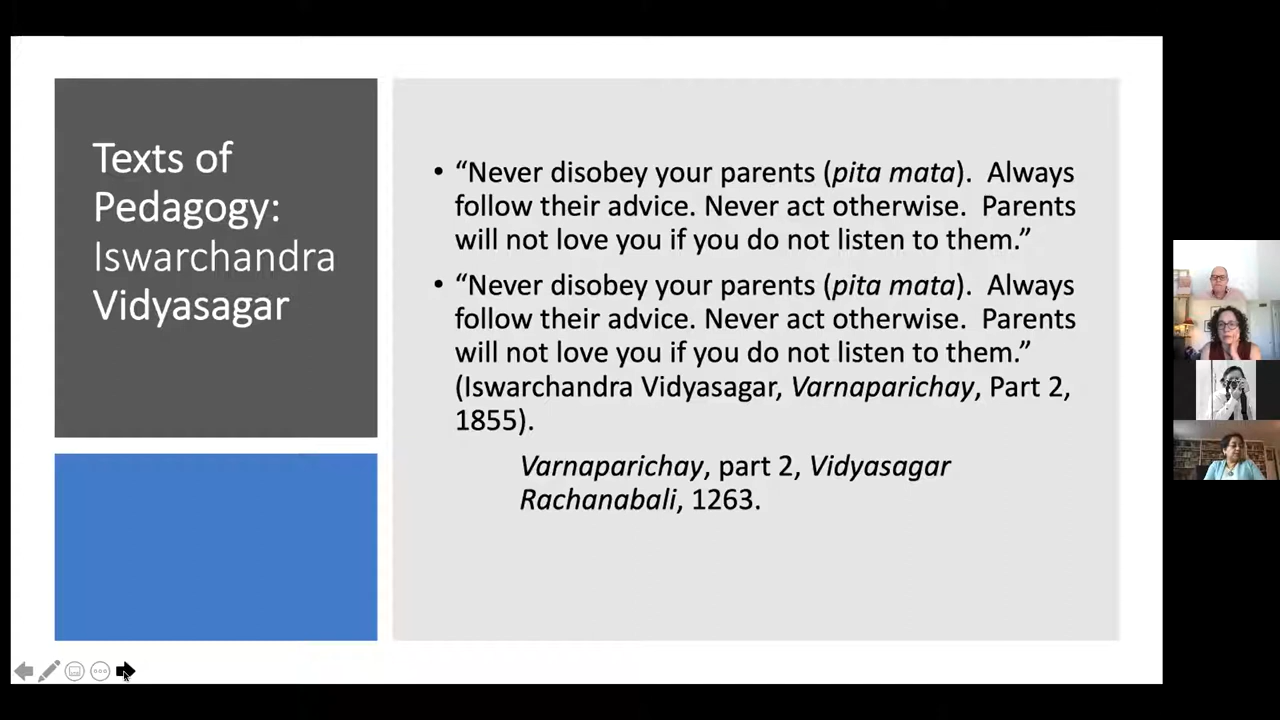 Texts of
Pedagogy:
Iswarchandra
Vidyasagar
• “Never disobey your parents (pita mata).  Always
follow their advice. Never act otherwise.  Parents
will not love you if you do not listen to them.”
• “Never disobey your parents (pita mata).  Always
follow their advice. Never act otherwise.  Parents
will not love you if you do not listen to them.”
(Iswarchandra Vidyasagar, Varnaparichay, Part 2,
1855).
Varnaparichay, part 2, Vidyasagar
Rachanabali, 1263.